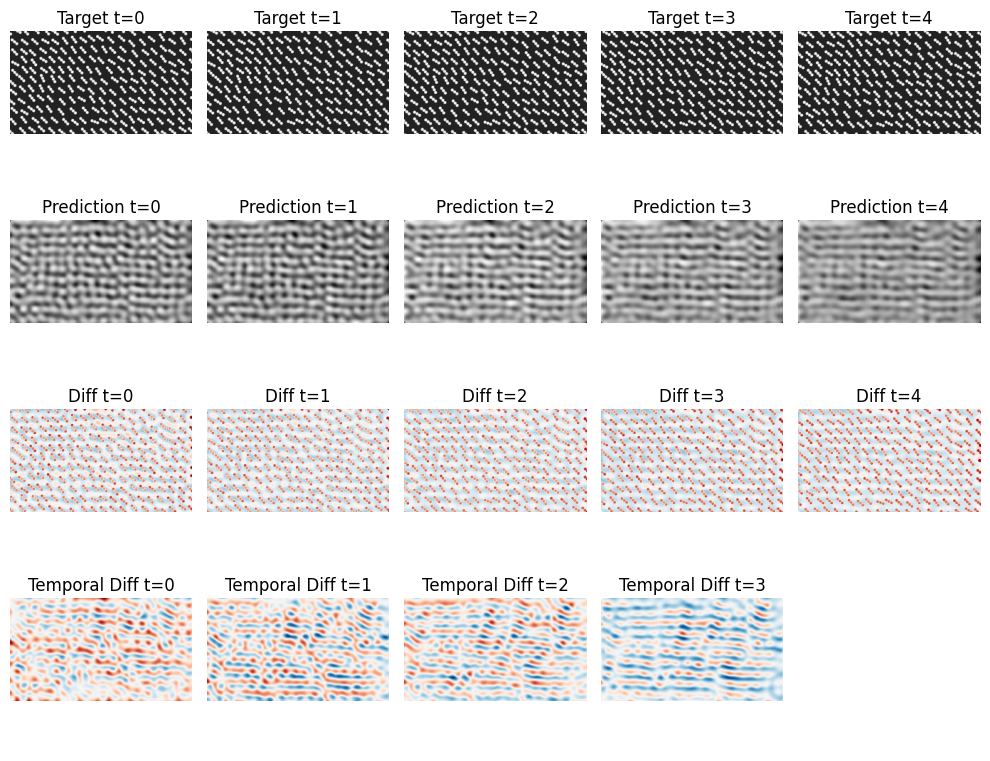 Target t=0 Target t=1 Target t=2 Target t=3 Target t=4
Prediction t=0 Prediction t=1 Prediction t=2 Prediction t=3 Prediction t=4
Diff t=0 Diff t=1 Diff t=2 Diff t=3 Diff t=4
Temporal Diff t=0 Temporal Diff t=1 Temporal Diff t=2 Temporal Diff t=3